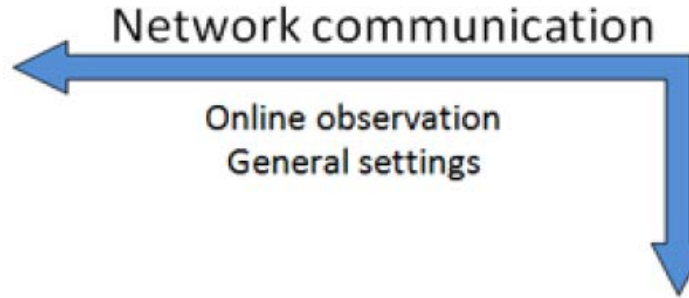 Network communication
Online observation
General settings